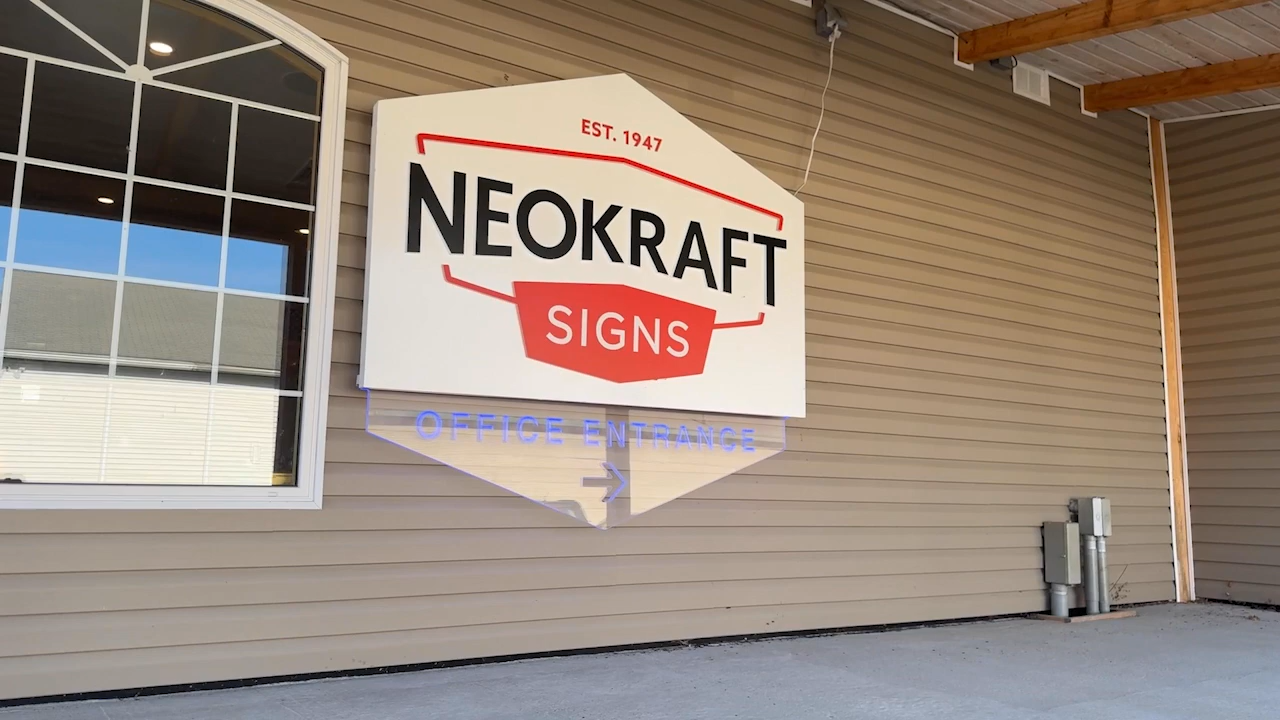 EST. 1947
NEOKRAFT
SIGNS
OFFICE ENTRANCE
→